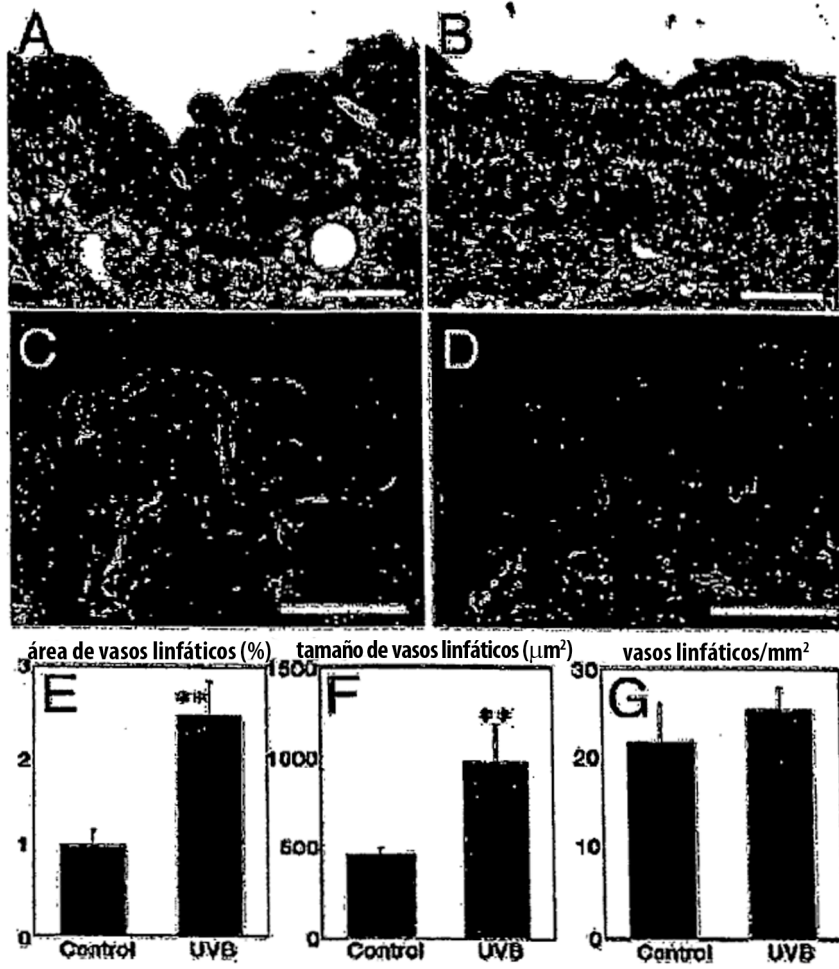 A
B
C
D
área de vasos linfáticos (%)
3
2
1
0
E
**
Control
UVB
tamaño de vasos linfáticos (µm²)
1500
1000
500
0
F
**
Control
UVB
vasos linfáticos/mm²
30
20
10
0
G
Control
UVB